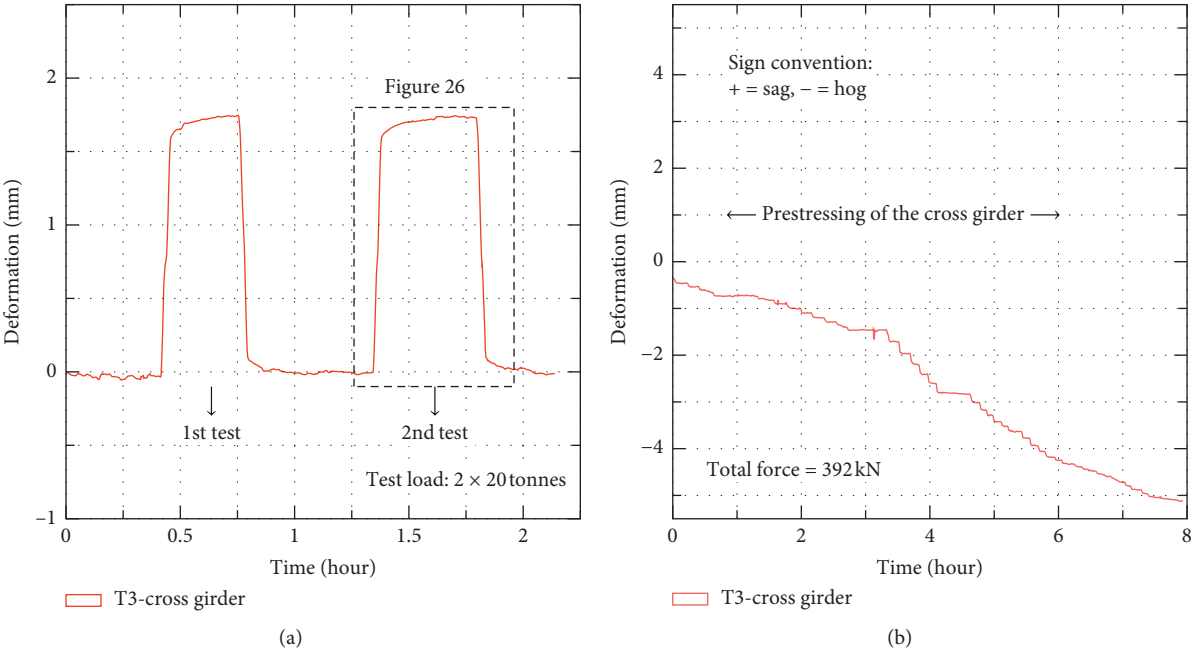 2
1
0
−1
Deformation (mm)
Figure 26
1st test
2nd test
Test load: 2 × 20 tonnes
0
0.5
1
1.5
2
Time (hour)
T3-cross girder
(a)
4
2
0
−2
−4
Deformation (mm)
Sign convention:
+ = sag, − = hog
Prestressing of the cross girder
Total force = 392 kN
0
2
4
6
8
Time (hour)
T3-cross girder
(b)